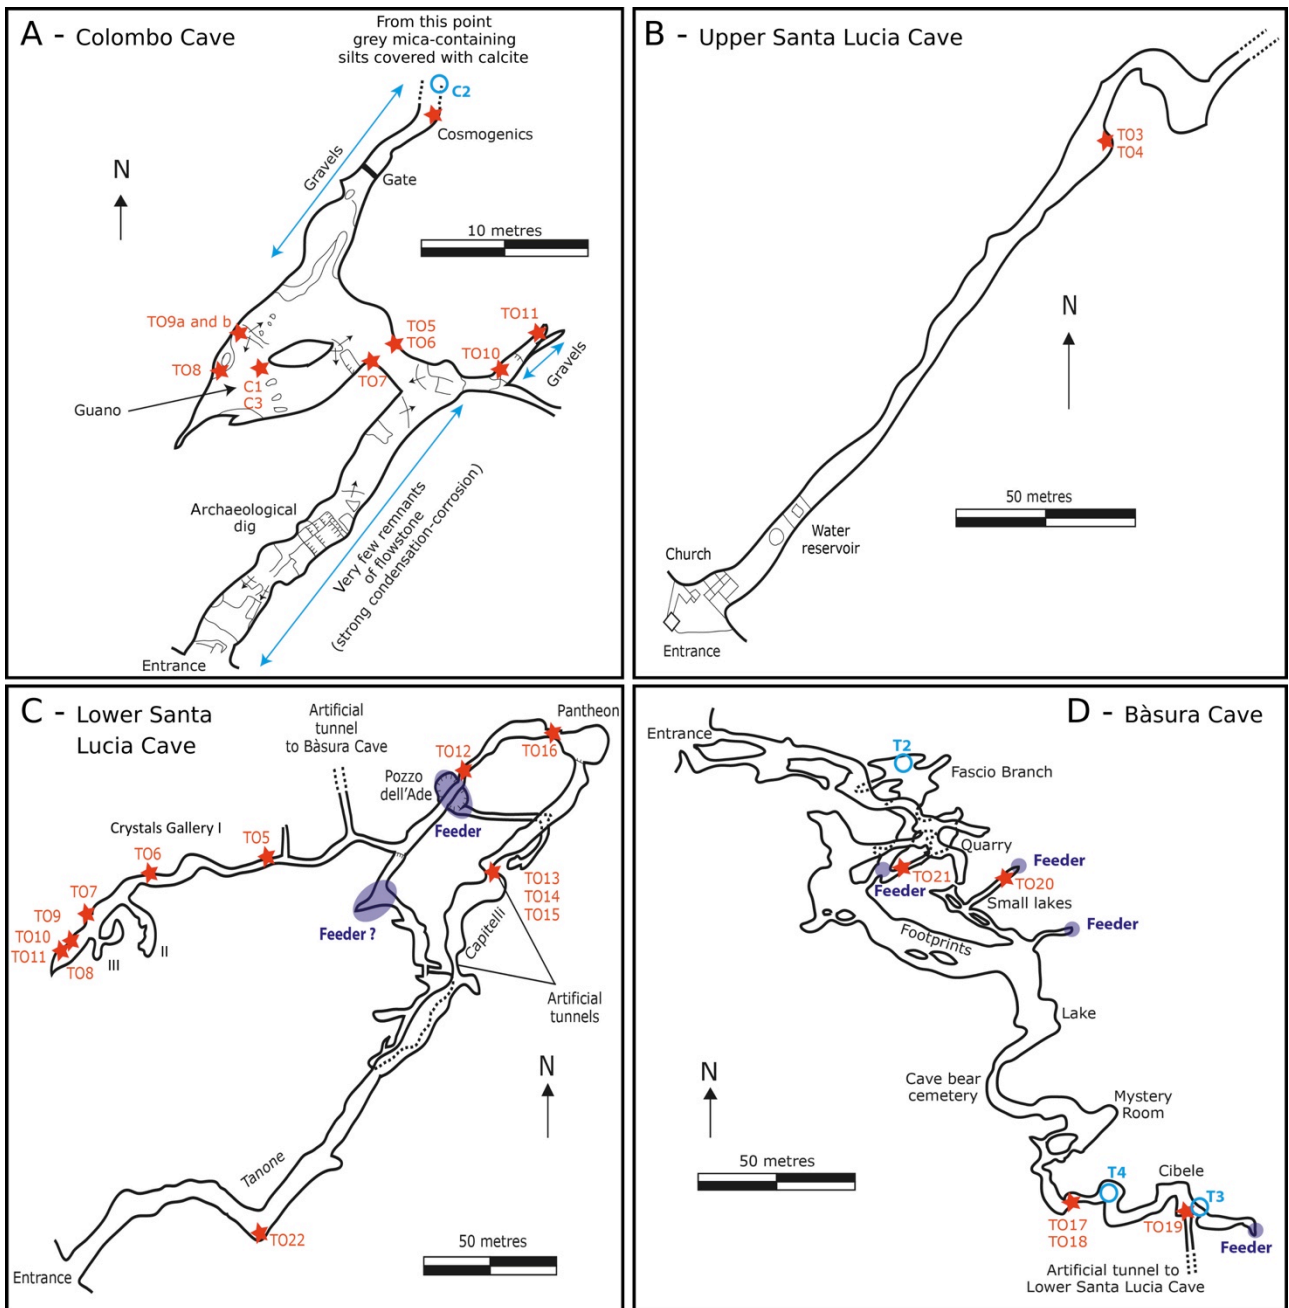 A - Colombo Cave
From this point
grey mica-containing
silts covered with calcite
C2
Cosmogenics
Gravels
Gate
N
10 metres
TO9a and b
TO5
TO6
TO11
TO8
TO7
TO10
Gravels
C1
C3
Guano
Archaeological
dig
Very few remnants
of flowstone
(strong condensation-corrosion)
Entrance
B - Upper Santa Lucia Cave
TO3
TO4
N
50 metres
Water
reservoir
Church
Entrance
C - Lower Santa
Lucia Cave
Artificial
tunnel
to Bàsura Cave
Pantheon
TO12
TO16
Pozzo
dell'Ade
Feeder
Crystals Gallery I
TO5
TO6
TO7
TO9
TO10
TO11
TO8
III
II
Feeder ?
TO13
TO14
TO15
Capitelli
Artificial
tunnels
N
Tanone
TO22
50 metres
Entrance
D - Bàsura Cave
Entrance
T2
Fascio Branch
Quarry
Feeder
TO21
Feeder
TO20
Small lakes
Feeder
Footprints
Lake
N
Cave bear
cemetery
Mystery
Room
50 metres
T4
Cibele
T3
TO17
TO18
TO19
Feeder
Artificial tunnel to
Lower Santa Lucia Cave